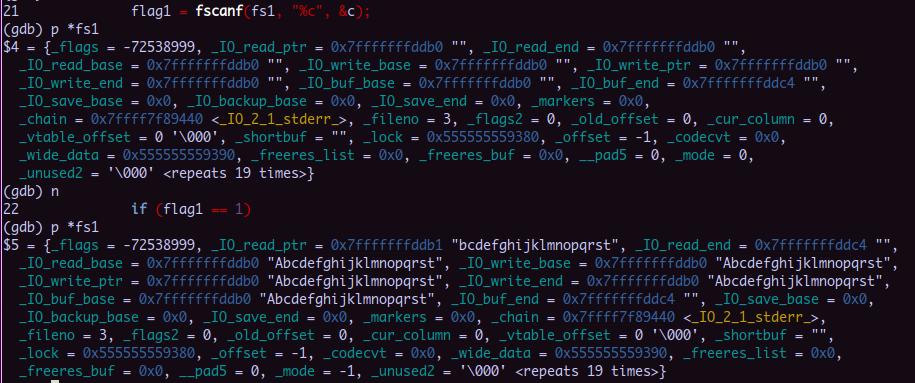 21              flag1 = fscanf(fs1, "%c", &c);
(gdb) p *fs1
$4 = {_flags = -72538999, _IO_read_ptr = 0x7fffffffddb0 "", _IO_read_end = 0x7fffffffddb0 "",
  _IO_read_base = 0x7fffffffddb0 "", _IO_write_base = 0x7fffffffddb0 "", _IO_write_ptr = 0x7fffffffddb0 "",
  _IO_write_end = 0x7fffffffddb0 "", _IO_buf_base = 0x7fffffffddb0 "", _IO_buf_end = 0x7fffffffddc4 "",
  _IO_save_base = 0x0, _IO_backup_base = 0x0, _IO_save_end = 0x0, _markers = 0x0,
  _chain = 0x7ffff7f89440 <_IO_2_1_stderr_>, _fileno = 3, _flags2 = 0, _old_offset = 0, _cur_column = 0,
  _vtable_offset = 0 '\000', _shortbuf = "", _lock = 0x555555559380, _offset = -1, _codecvt = 0x0,
  _wide_data = 0x555555559390, _freeres_list = 0x0, _freeres_buf = 0x0, __pad5 = 0, _mode = 0,
  _unused2 = '\000' <repeats 19 times>}
(gdb) n
22              if (flag1 == 1)
(gdb) p *fs1
$5 = {_flags = -72538999, _IO_read_ptr = 0x7fffffffddb1 "bcdefghijklmnopqrst", _IO_read_end = 0x7fffffffddc4 "",
  _IO_read_base = 0x7fffffffddb0 "Abcdefghijklmnopqrst", _IO_write_base = 0x7fffffffddb0 "Abcdefghijklmnopqrst",
  _IO_write_ptr = 0x7fffffffddb0 "Abcdefghijklmnopqrst", _IO_write_end = 0x7fffffffddb0 "Abcdefghijklmnopqrst",
  _IO_buf_base = 0x7fffffffddb0 "Abcdefghijklmnopqrst", _IO_buf_end = 0x7fffffffddc4 "", _IO_save_base = 0x0,
  _IO_backup_base = 0x0, _IO_save_end = 0x0, _markers = 0x0, _chain = 0x7ffff7f89440 <_IO_2_1_stderr_>,
  _fileno = 3, _flags2 = 0, _old_offset = 0, _cur_column = 0, _vtable_offset = 0 '\000', _shortbuf = "",
  _lock = 0x555555559380, _offset = -1, _codecvt = 0x0, _wide_data = 0x555555559390, _freeres_list = 0x0,
  _freeres_buf = 0x0, __pad5 = 0, _mode = -1, _unused2 = '\000' <repeats 19 times>}